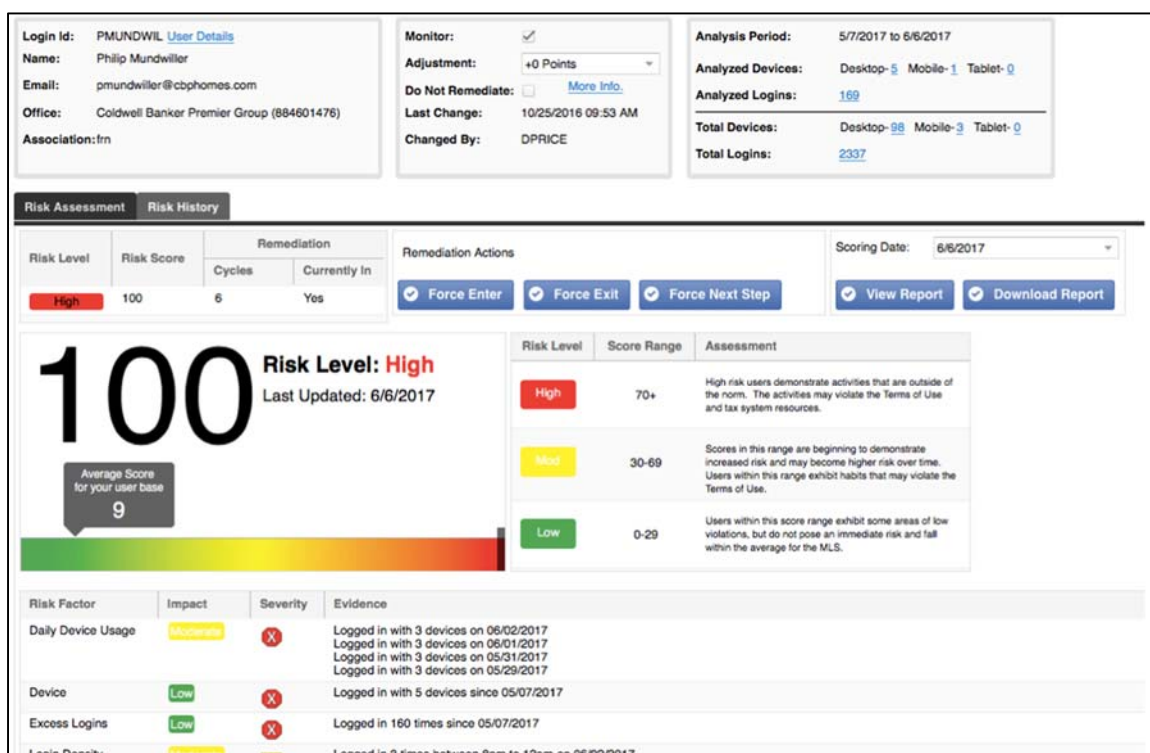 Login Id: PMUNDWIL User Details
Name: Philip Mundwiller
Email: pmundwiller@cbphomes.com
Office: Coldwell Banker Premier Group (884601476)
Association: frn
Monitor:
Adjustment: +0 Points
Do Not Remediate: More Info.
Last Change: 10/25/2016 09:53 AM
Changed By: DPRICE
Analysis Period: 5/7/2017 to 6/6/2017
Analyzed Devices: Desktop- 5 Mobile- 1 Tablet- 0
Analyzed Logins: 169
Total Devices: Desktop- 98 Mobile- 3 Tablet- 0
Total Logins: 2337
Risk Assessment Risk History
Risk Level Risk Score Remediation
Cycles Currently In
High 100 6 Yes
Remediation Actions
Force Enter Force Exit Force Next Step
Scoring Date: 6/6/2017
View Report Download Report
100
Risk Level: High
Last Updated: 6/6/2017
Average Score
for your user base
9
Risk Level Score Range Assessment
High 70+ High risk users demonstrate activities that are outside of
the norm. The activities may violate the Terms of Use
and tax system resources.
Mod 30-69 Scores in this range are beginning to demonstrate
increased risk and may become higher risk over time.
Users within this range exhibit habits that may violate the
Terms of Use.
Low 0-29 Users within this score range exhibit some areas of low
violations, but do not pose an immediate risk and fall
within the average for the MLS.
Risk Factor Impact Severity Evidence
Daily Device Usage Moderate X Logged in with 3 devices on 06/02/2017
Logged in with 3 devices on 06/01/2017
Logged in with 3 devices on 05/31/2017
Logged in with 3 devices on 05/29/2017
Device Low X Logged in with 5 devices since 05/07/2017
Excess Logins Low X Logged in 160 times since 05/07/2017